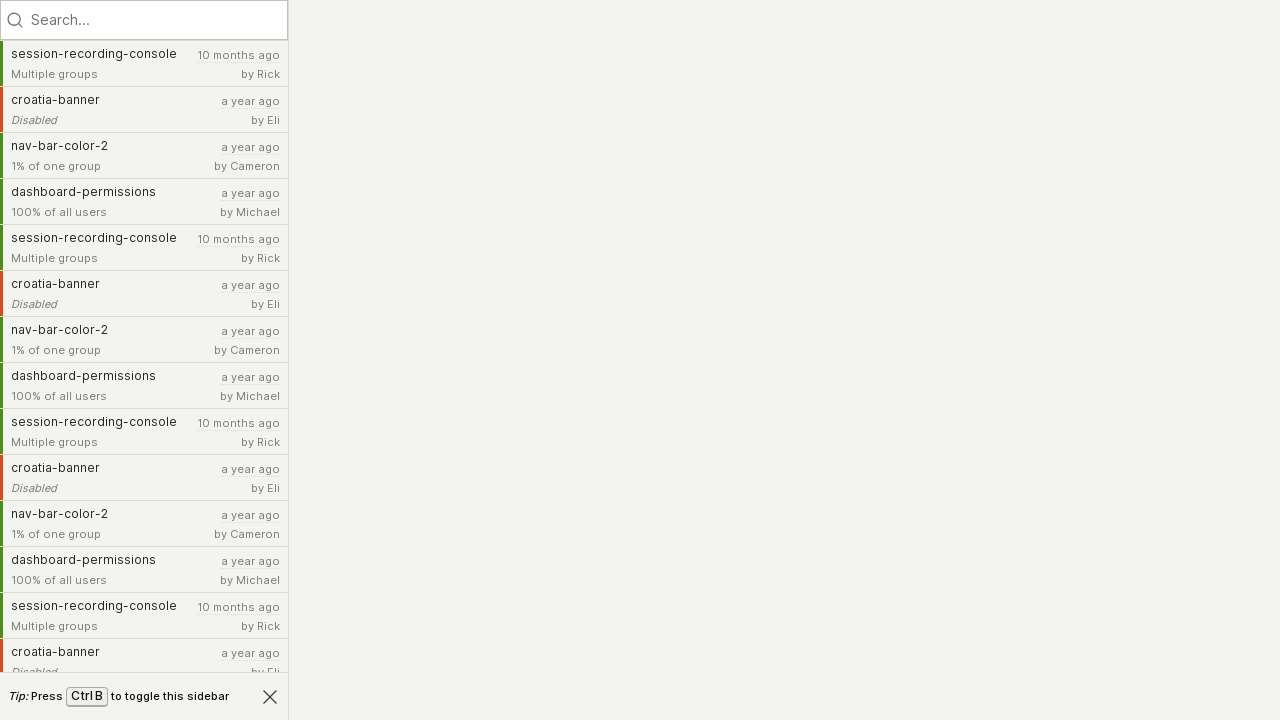 Search...
session-recording-console 10 months ago
Multiple groups by Rick
croatia-banner a year ago
Disabled by Eli
nav-bar-color-2 a year ago
1% of one group by Cameron
dashboard-permissions a year ago
100% of all users by Michael
session-recording-console 10 months ago
Multiple groups by Rick
croatia-banner a year ago
Disabled by Eli
nav-bar-color-2 a year ago
1% of one group by Cameron
dashboard-permissions a year ago
100% of all users by Michael
session-recording-console 10 months ago
Multiple groups by Rick
croatia-banner a year ago
Disabled by Eli
nav-bar-color-2 a year ago
1% of one group by Cameron
dashboard-permissions a year ago
100% of all users by Michael
session-recording-console 10 months ago
Multiple groups by Rick
croatia-banner a year ago
Disabled by Eli
Tip: Press Ctrl B to toggle this sidebar